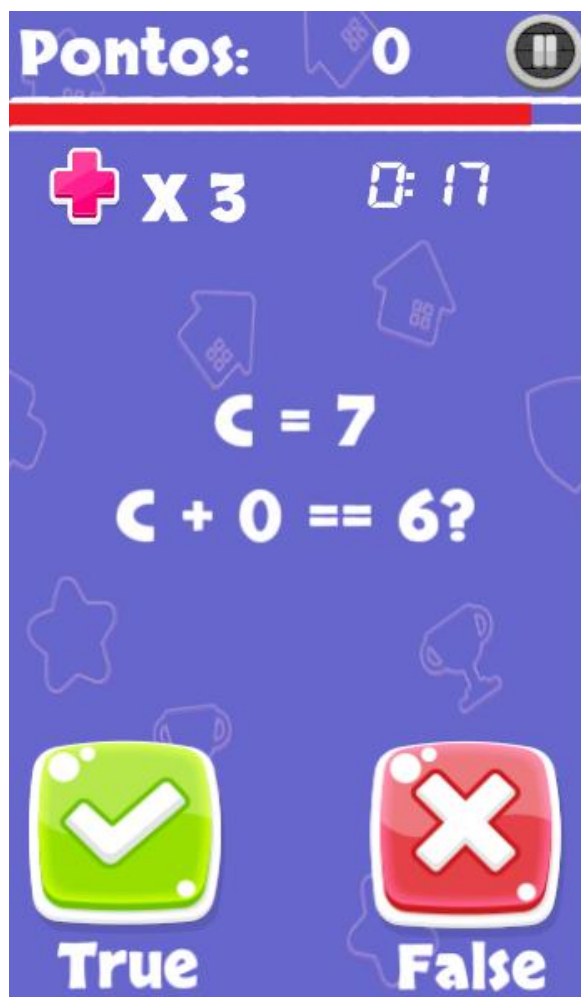 Pontos: 0
X 3 0:17
C = 7
C + 0 == 6?
True False